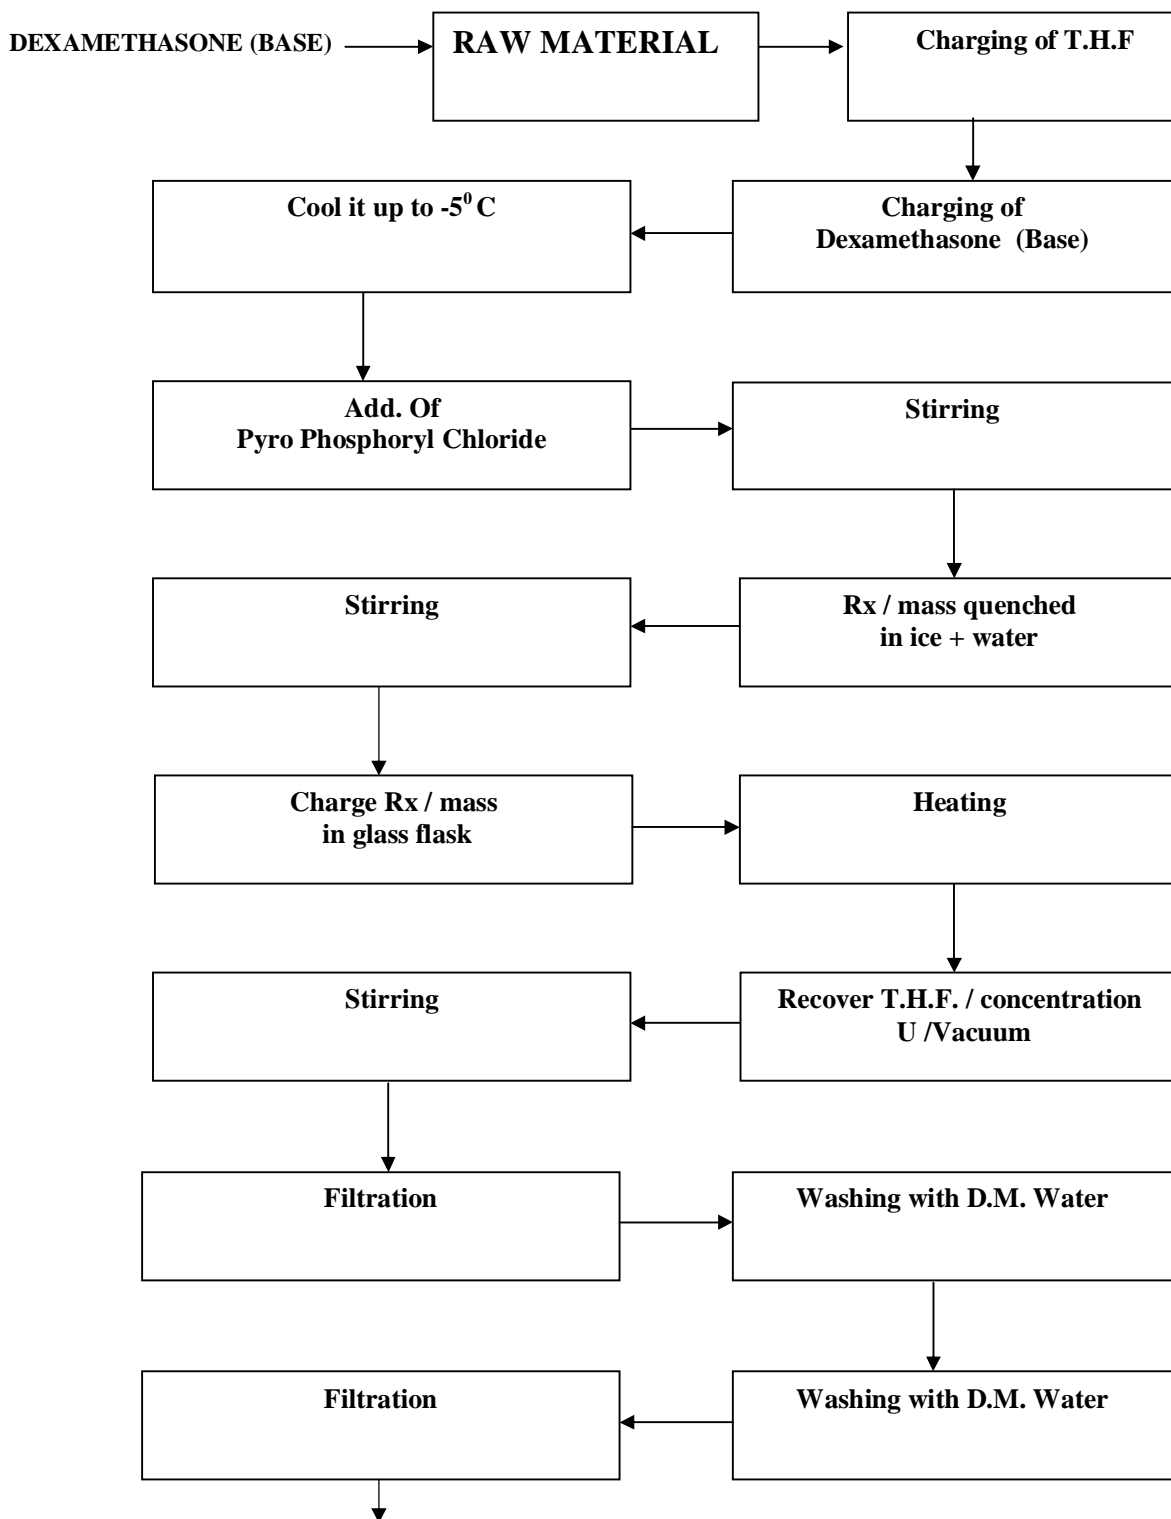 DEXAMETHASONE (BASE)
RAW MATERIAL
Charging of T.H.F
Cool it up to -5⁰ C
Charging of
Dexamethasone (Base)
Add. Of
Pyro Phosphoryl Chloride
Stirring
Stirring
Rx / mass quenched
in ice + water
Charge Rx / mass
in glass flask
Heating
Stirring
Recover T.H.F. / concentration
U /Vacuum
Filtration
Washing with D.M. Water
Filtration
Washing with D.M. Water